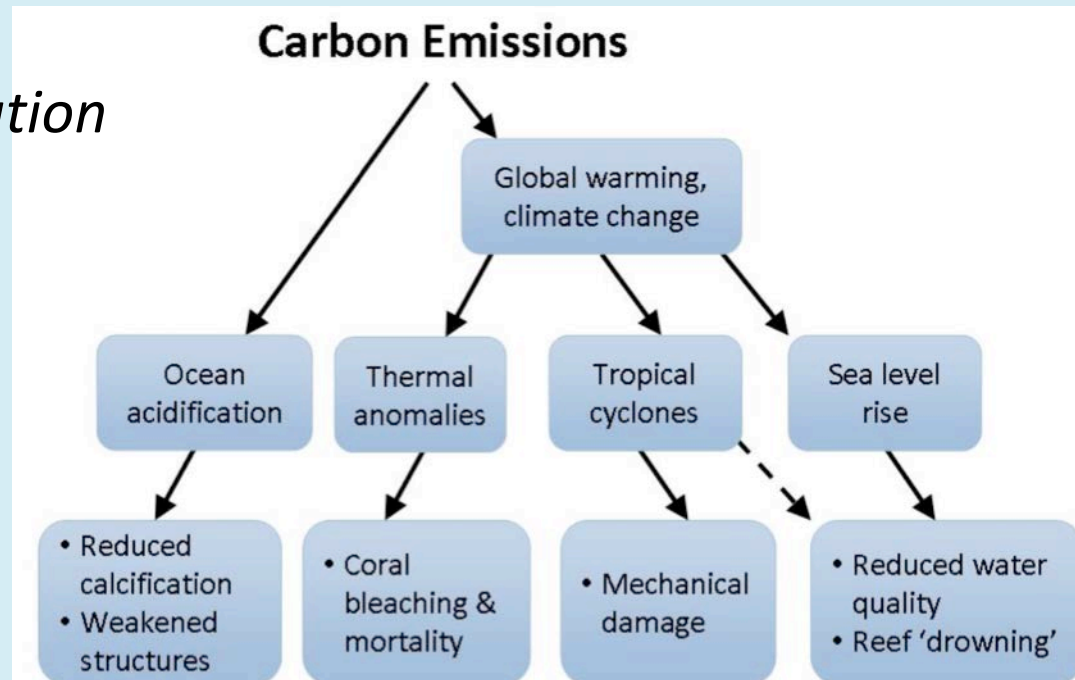 Carbon Emissions
Global warming,
climate change
Ocean
acidification
Thermal
anomalies
Tropical
cyclones
Sea level
rise
• Reduced
calcification
• Weakened
structures
• Coral
bleaching &
mortality
• Mechanical
damage
• Reduced water
quality
• Reef ‘drowning’